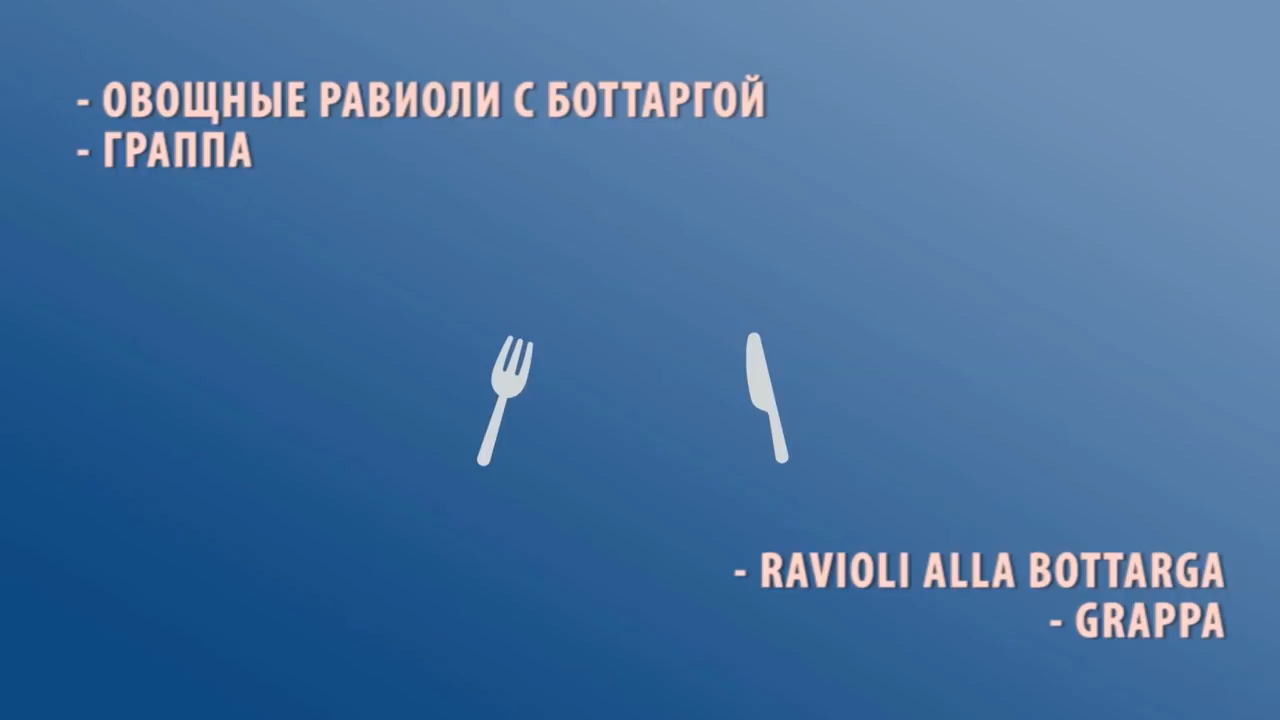 - ОВОЩНЫЕ РАВИОЛИ С БОТТАРГОЙ
- ГРАППА
- RAVIOLI ALLA BOTTARGA
- GRAPPA